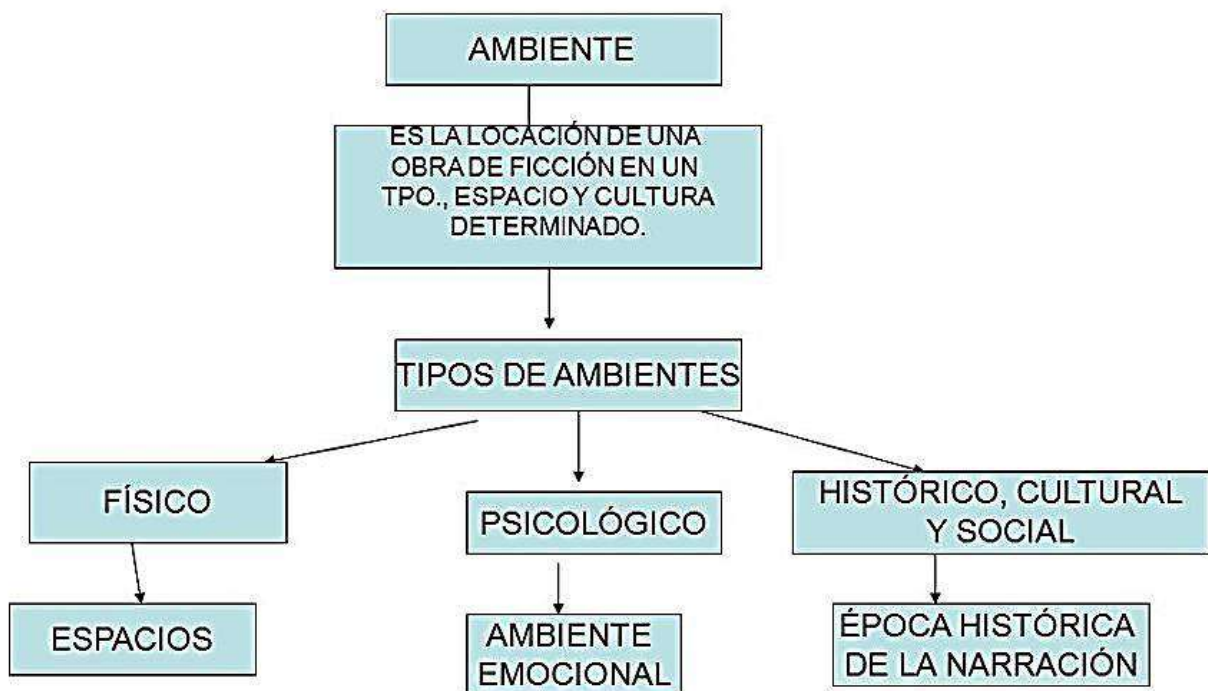 AMBIENTE
ES LA LOCACIÓN DE UNA
OBRA DE FICCIÓN EN UN
TPO., ESPACIO Y CULTURA
DETERMINADO.
TIPOS DE AMBIENTES
FÍSICO
PSICOLÓGICO
HISTÓRICO, CULTURAL
Y SOCIAL
ESPACIOS
AMBIENTE
EMOCIONAL
ÉPOCA HISTÓRICA
DE LA NARRACIÓN